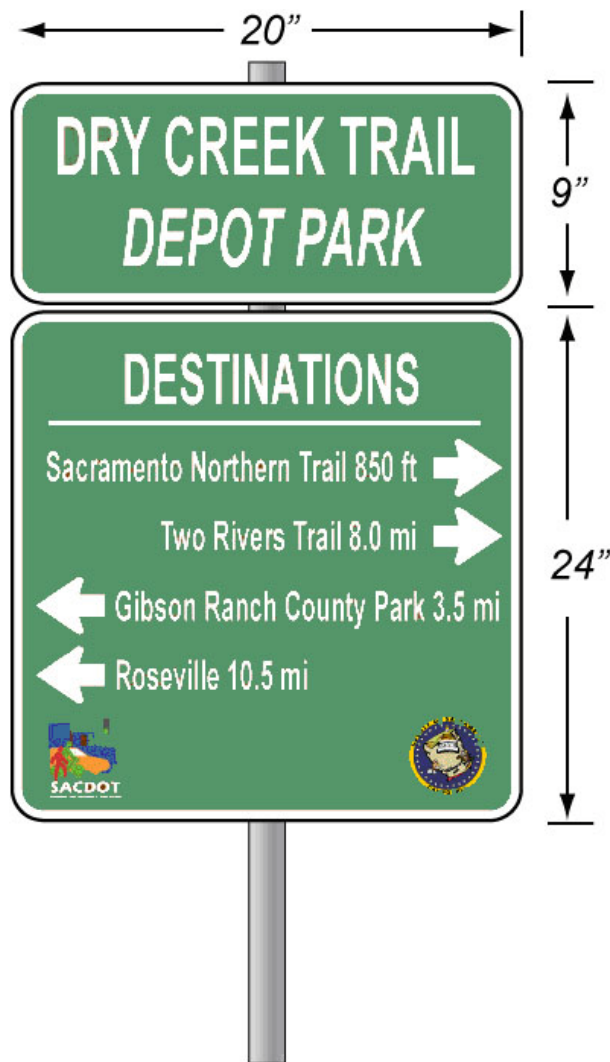 20”
DRY CREEK TRAIL
DEPOT PARK
9”
DESTINATIONS
Sacramento Northern Trail 850 ft
Two Rivers Trail 8.0 mi
Gibson Ranch County Park 3.5 mi
Roseville 10.5 mi
24”
SACDOT